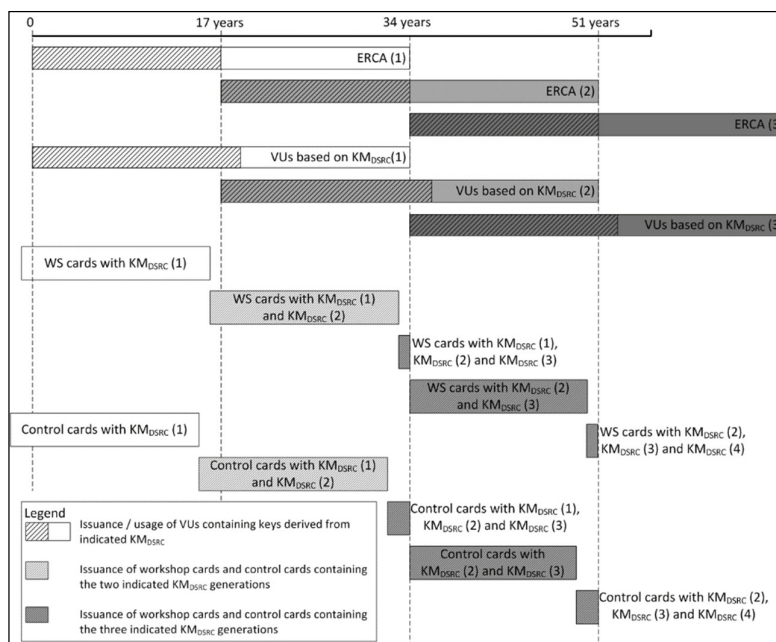 0 17 years 34 years 51 years
ERCA (1)
ERCA (2)
ERCA (3
VUs based on KMDSRC(1)
VUs based on KMDSRC (2)
VUs based on KMDSRC (3
WS cards with KMDSRC (1)
WS cards with KMDSRC (1)
and KMDSRC (2)
WS cards with KMDSRC (1),
KMDSRC (2) and KMDSRC (3)
WS cards with KMDSRC (2)
and KMDSRC (3)
Control cards with KMDSRC (1)
WS cards with KMDSRC (2),
KMDSRC (3) and KMDSRC (4)
Control cards with KMDSRC (1)
and KMDSRC (2)
Control cards with KMDSRC (1),
KMDSRC (2) and KMDSRC (3)
Control cards with
KMDSRC (2) and KMDSRC (3)
Control cards with KMDSRC (2),
KMDSRC (3) and KMDSRC (4)
Legend
Issuance / usage of VUs containing keys derived from
indicated KMDSRC
Issuance of workshop cards and control cards containing
the two indicated KMDSRC generations
Issuance of workshop cards and control cards containing
the three indicated KMDSRC generations